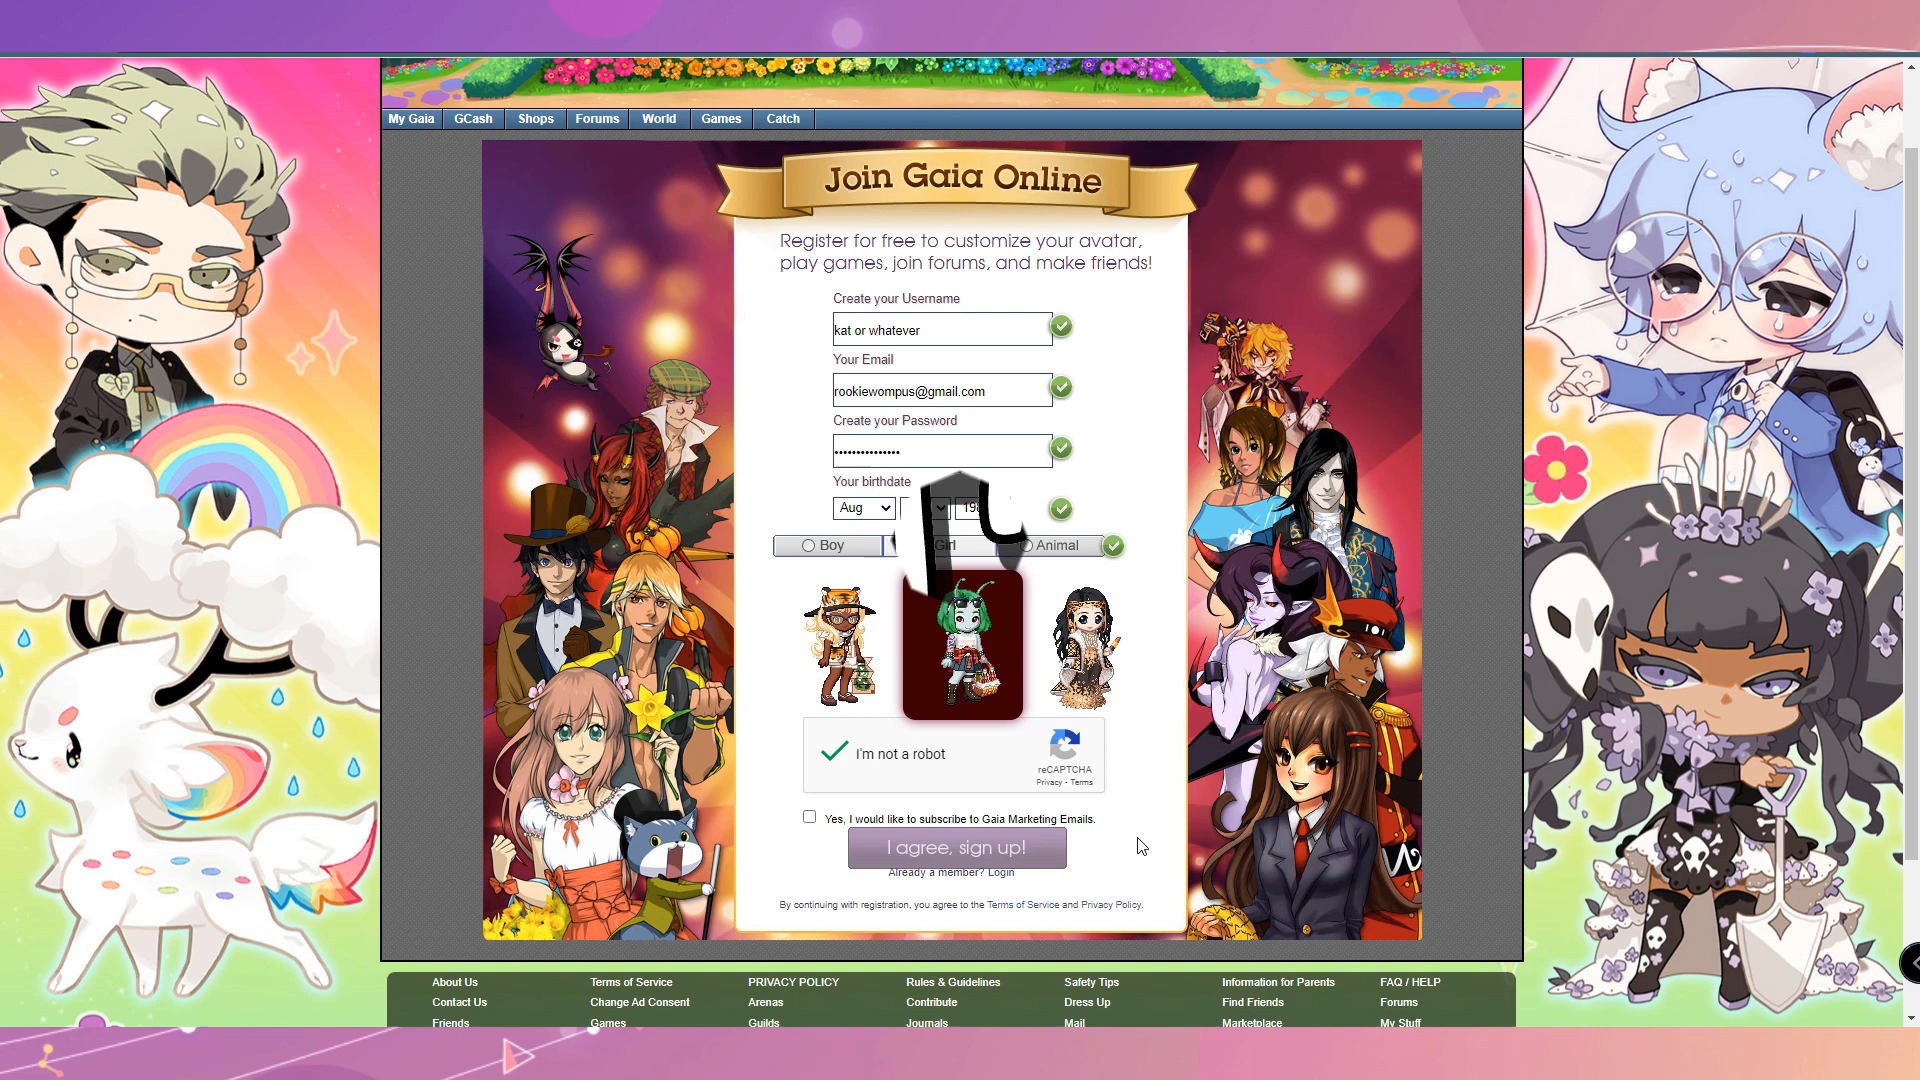 My Gaia GCash Shops Forums World Games Catch
Join Gaia Online
Register for free to customize your avatar,
play games, join forums, and make friends!
Create your Username
kat or whatever
Your Email
rookiewompus@gmail.com
Create your Password
•••••••••••••••
Your birthdate
Aug
Boy Girl Animal
I'm not a robot
reCAPTCHA
Privacy - Terms
Yes, I would like to subscribe to Gaia Marketing Emails.
I agree, sign up!
Already a member? Login
By continuing with registration, you agree to the Terms of Service and Privacy Policy.
About Us Terms of Service PRIVACY POLICY Rules & Guidelines Safety Tips Information for Parents FAQ / HELP
Contact Us Change Ad Consent Arenas Contribute Dress Up Find Friends Forums
Friends Games Guilds Journals Mail Marketplace My Stuff